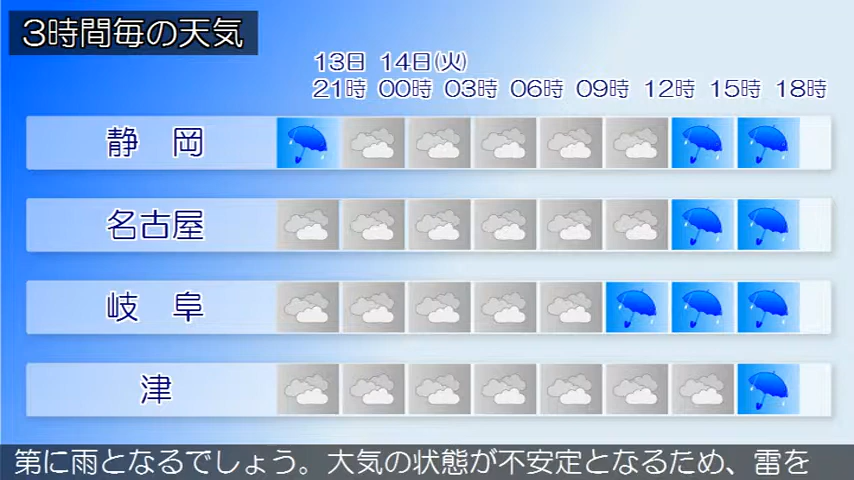 3時間毎の天気
13日 14日(火)
21時 00時 03時 06時 09時 12時 15時 18時
静 岡
名古屋
岐 阜
津
第に雨となるでしょう。大気の状態が不安定となるため、雷を